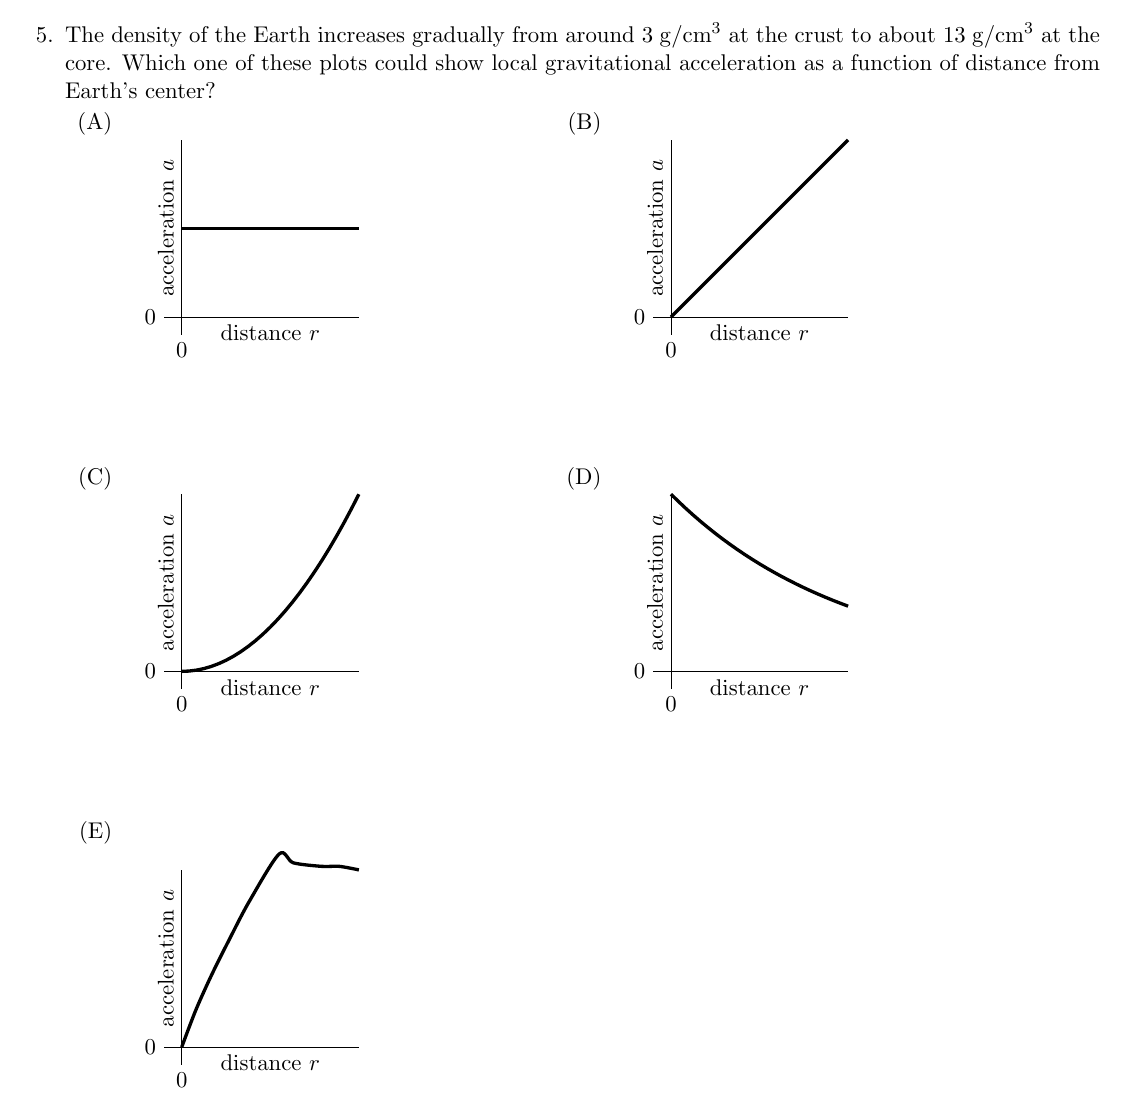 5. The density of the Earth increases gradually from around 3 g/cm³ at the crust to about 13 g/cm³ at the
core. Which one of these plots could show local gravitational acceleration as a function of distance from
Earth's center?
(A)
acceleration a
0
distance r
0
(B)
acceleration a
0
distance r
0
(C)
acceleration a
0
distance r
0
(D)
acceleration a
0
distance r
0
(E)
acceleration a
0
distance r
0